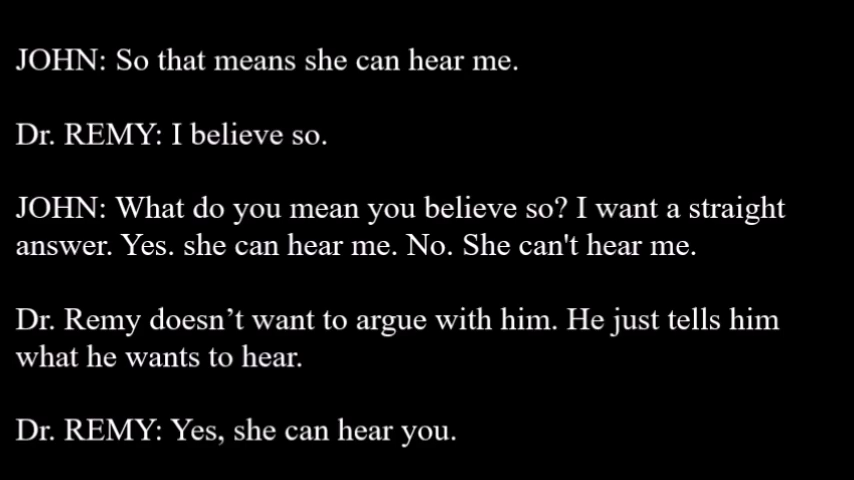 JOHN: So that means she can hear me.
Dr. REMY: I believe so.
JOHN: What do you mean you believe so? I want a straight
answer. Yes. she can hear me. No. She can't hear me.
Dr. Remy doesn’t want to argue with him. He just tells him
what he wants to hear.
Dr. REMY: Yes, she can hear you.